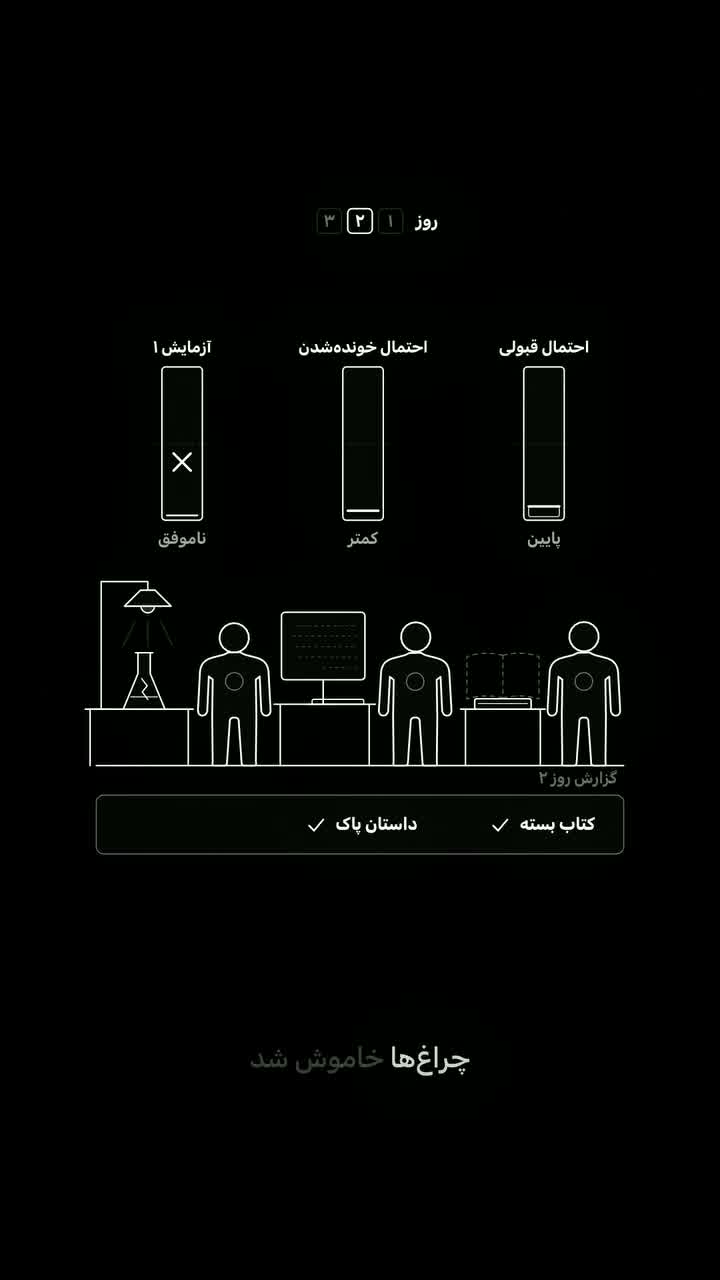 روز ۱ ۲ ۳
احتمال قبولی احتمال خونده‌شدن آزمایش ۱
پایین کمتر ناموفق
گزارش روز ۲
کتاب بسته ✓ داستان پاک ✓
چراغ‌ها خاموش شد